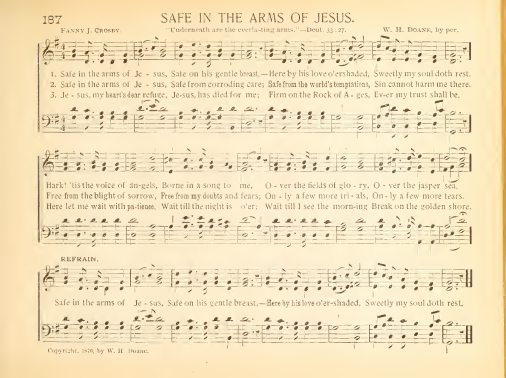 187 SAFE IN THE ARMS OF JESUS.
FANNY J. CROSBY "Underneath are the everlasting arms."—Deut. 33:27. W. H. DOANE, by per.
1. Safe in the arms of Je - sus, Safe on his gentle breast,—Here by his love o'ershaded, Sweetly my soul doth rest.
2. Safe in the arms of Je - sus, Safe from corroding care; Safe from the world's temptations, Sin cannot harm me there.
3. Je-sus, my heart's dear refuge, Je-sus, has died for me; Firm on the Rock of A - ges, Ev-er my trust shall be.
Hark! 'tis the voice of an-gels, Borne in a song to me, O - ver the fields of glo - ry, O - ver the jasper sea.
Free from the blight of sorrow, Free from my doubts and fears; On - ly a few more tri - als, On - ly a few more tears.
Here let me wait with pa-tience, Wait till the night is o'er; Wait till I see the morn-ing Break on the golden shore.
REFRAIN.
Safe in the arms of Je - sus, Safe on his gentle breast,—Here by his love o'er-shaded, Sweetly my soul doth rest.
Copyright, 1870, by W. H. Doane.